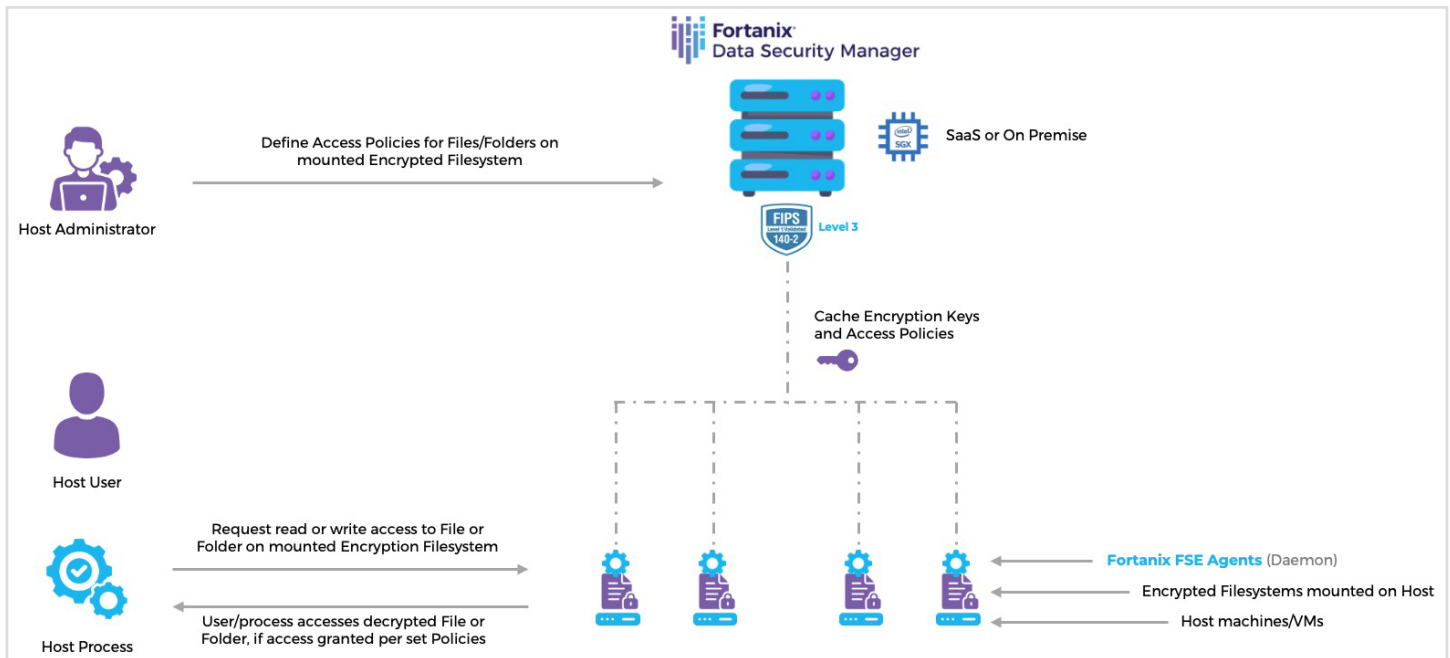 Fortanix
Data Security Manager
Define Access Policies for Files/Folders on
mounted Encrypted Filesystem
intel
SGX
SaaS or On Premise
Host Administrator
FIPS
Level 1 Validated
140-2
Level 3
Cache Encryption Keys
and Access Policies
Host User
Request read or write access to File or
Folder on mounted Encryption Filesystem
Fortanix FSE Agents (Daemon)
Encrypted Filesystems mounted on Host
User/process accesses decrypted File or
Folder, if access granted per set Policies
Host machines/VMs
Host Process